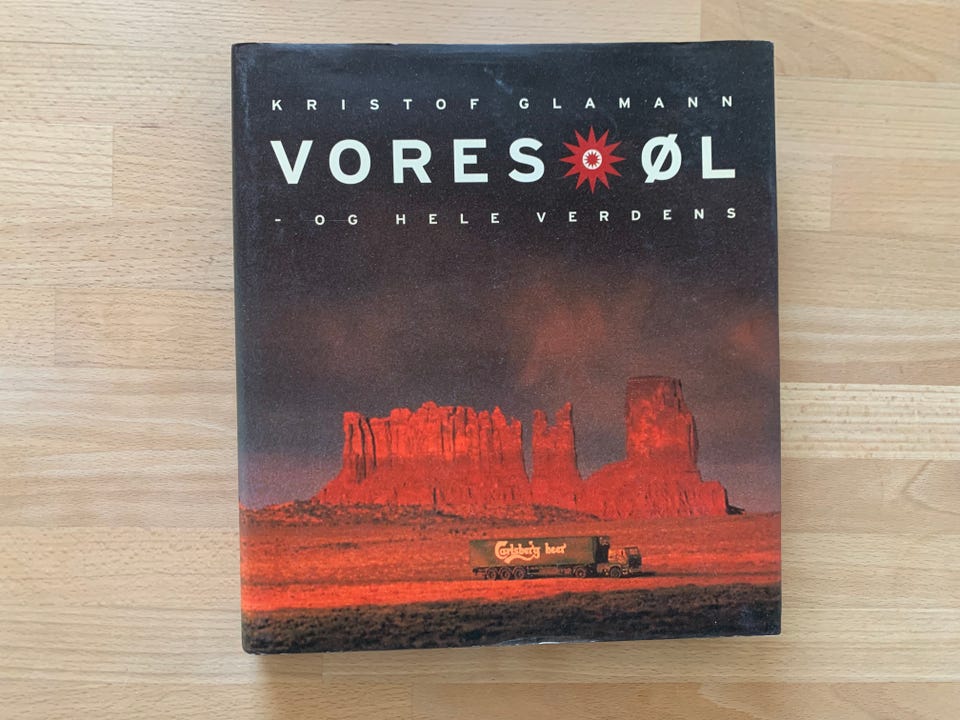 KRISTOF GLAMANN
VORES ØL
- OG HELE VERDENS
Carlsberg beer